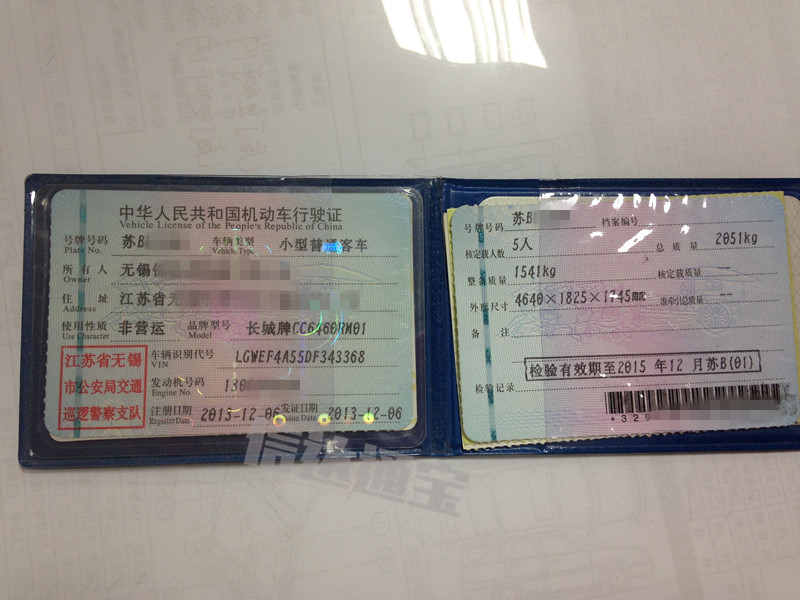 中华人民共和国机动车行驶证
Vehicle License of the People's Republic of China
号牌号码 苏B 车辆类型 小型普通客车
Plate No. Vehicle Type
所有人 无锡
Owner
住址 江苏省无
Address
使用性质 非营运 品牌型号 长城牌CC6460RM01
Use Character Model
江苏省无锡
市公安局交通
巡逻警察支队
车辆识别代号 LGWEF4A55DF343368
VIN
发动机号码 130
Engine No.
注册日期 2013-12-06 发证日期 2013-12-06
Register Date Issue Date
号牌号码 苏B 档案编号
核定载人数 5人 总质量 2051kg
整备质量 1541kg 核定载质量 --
外廓尺寸 4640×1825×1745 准牵引总质量 --
备注
检验有效期至2015年12月苏B(01)
检验记录
*329
信达通宝